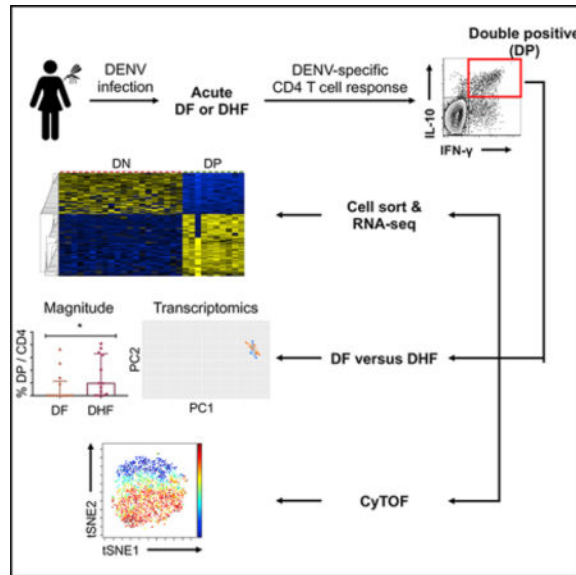 Double positive
(DP)
DENV
infection
Acute
DF or DHF
DENV-specific
CD4 T cell response
IL-10
IFN-γ
DN
DP
Cell sort &
RNA-seq
Magnitude
Transcriptomics
*
% DP / CD4
DF
DHF
PC2
PC1
DF versus DHF
CyTOF
tSNE2
tSNE1